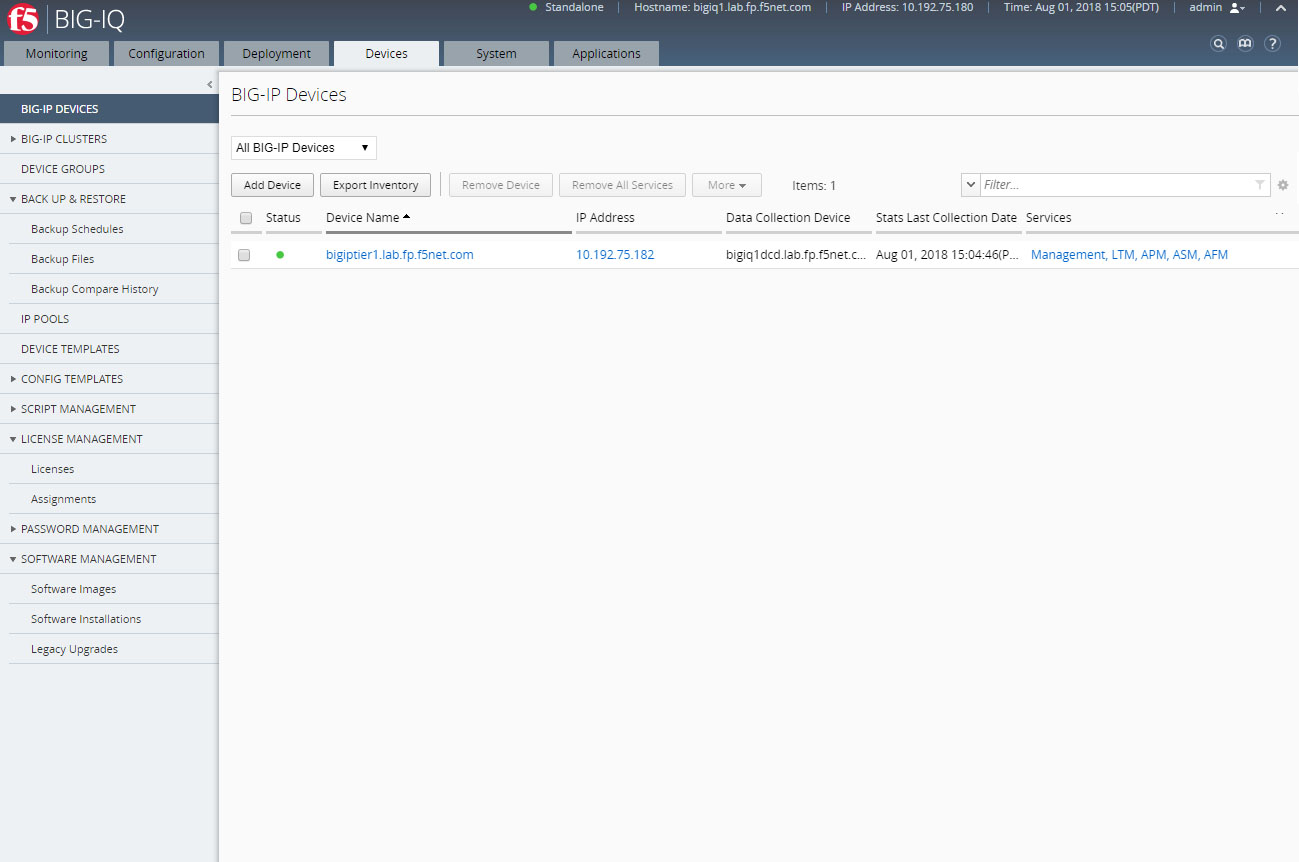 f5 BIG-IQ
Standalone Hostname: bigiq1.lab.fp.f5net.com IP Address: 10.192.75.180 Time: Aug 01, 2018 15:05(PDT) admin
Monitoring Configuration Deployment Devices System Applications
BIG-IP DEVICES
BIG-IP CLUSTERS
DEVICE GROUPS
BACK UP & RESTORE
Backup Schedules
Backup Files
Backup Compare History
IP POOLS
DEVICE TEMPLATES
CONFIG TEMPLATES
SCRIPT MANAGEMENT
LICENSE MANAGEMENT
Licenses
Assignments
PASSWORD MANAGEMENT
SOFTWARE MANAGEMENT
Software Images
Software Installations
Legacy Upgrades
BIG-IP Devices
All BIG-IP Devices
Add Device Export Inventory Remove Device Remove All Services More Items: 1 Filter...
Status Device Name IP Address Data Collection Device Stats Last Collection Date Services
bigiptier1.lab.fp.f5net.com 10.192.75.182 bigiq1dcd.lab.fp.f5net.c... Aug 01, 2018 15:04:46(P... Management, LTM, APM, ASM, AFM